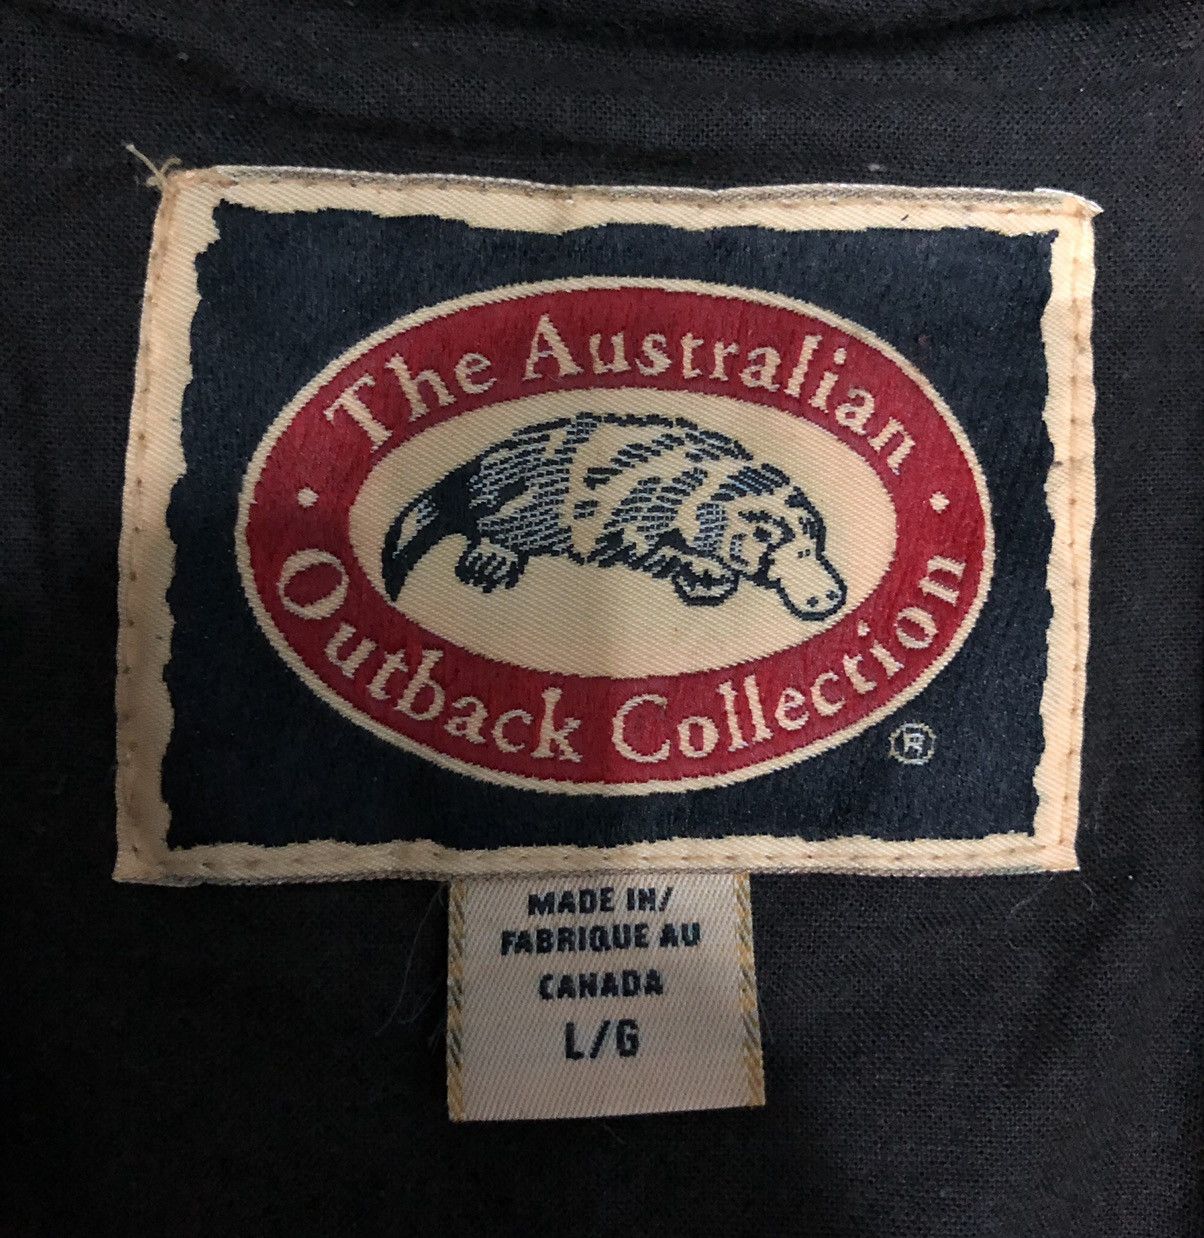 The Australian
Outback Collection
®
MADE IN/
FABRIQUE AU
CANADA
L/G